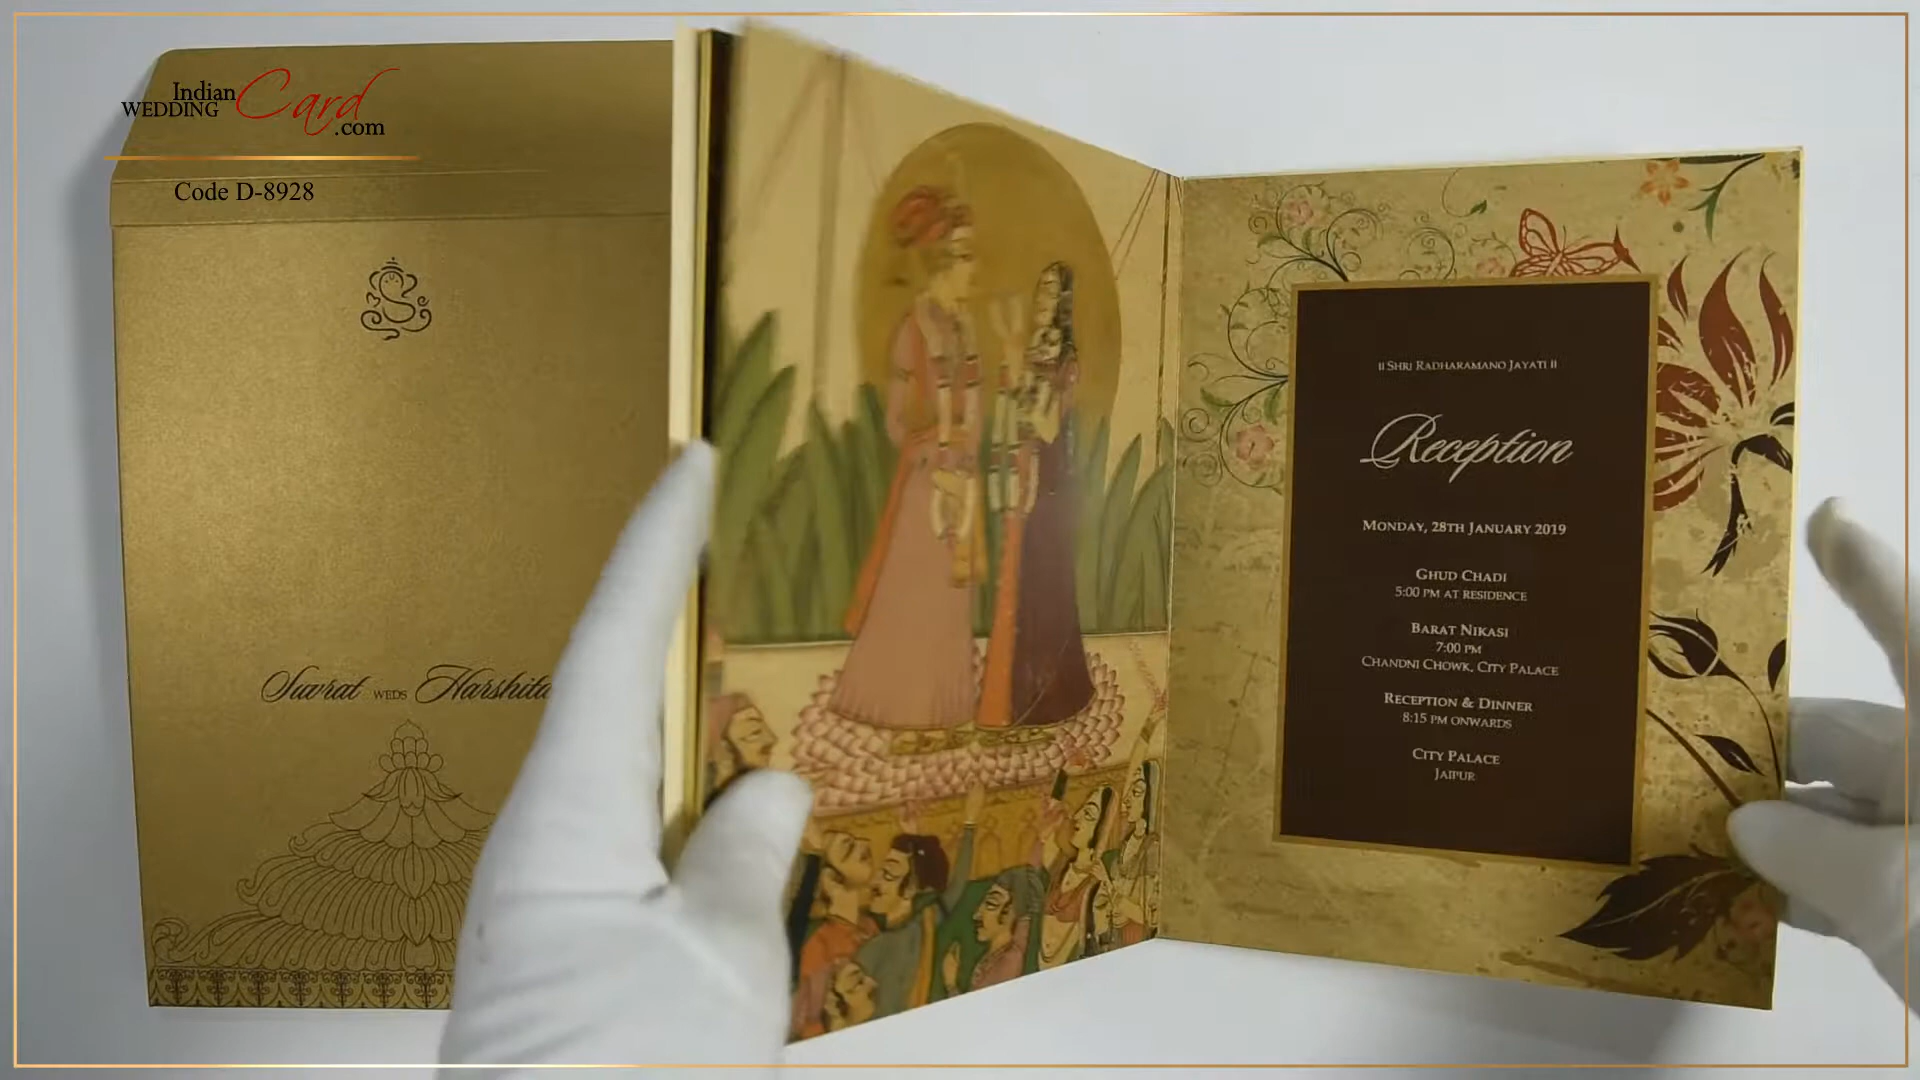 Indian
WEDDING Card
.com
Code D-8928
Suvrat WEDS Harshita
॥ SHRI RADHARAMANO JAYATI ॥
Reception
MONDAY, 28TH JANUARY 2019
GHUD CHADI
5:00 PM AT RESIDENCE
BARAT NIKASI
7:00 PM
CHANDNI CHOWK, CITY PALACE
RECEPTION & DINNER
8:15 PM ONWARDS
CITY PALACE
JAIPUR